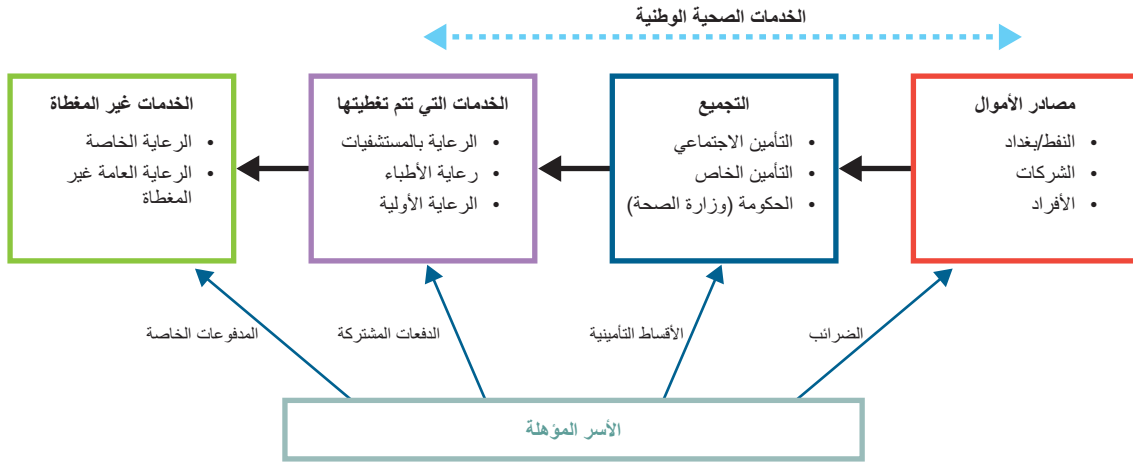 الخدمات الصحية الوطنية
مصادر الأموال
• النفط/بغداد
• الشركات
• الأفراد
التجميع
• التأمين الاجتماعي
• التأمين الخاص
• الحكومة (وزارة الصحة)
الخدمات التي تتم تغطيتها
• الرعاية بالمستشفيات
• رعاية الأطباء
• الرعاية الأولية
الخدمات غير المغطاة
• الرعاية الخاصة
• الرعاية العامة غير
المغطاة
الضرائب
الأقساط التأمينية
الدفعات المشتركة
المدفوعات الخاصة
الأسر المؤهلة